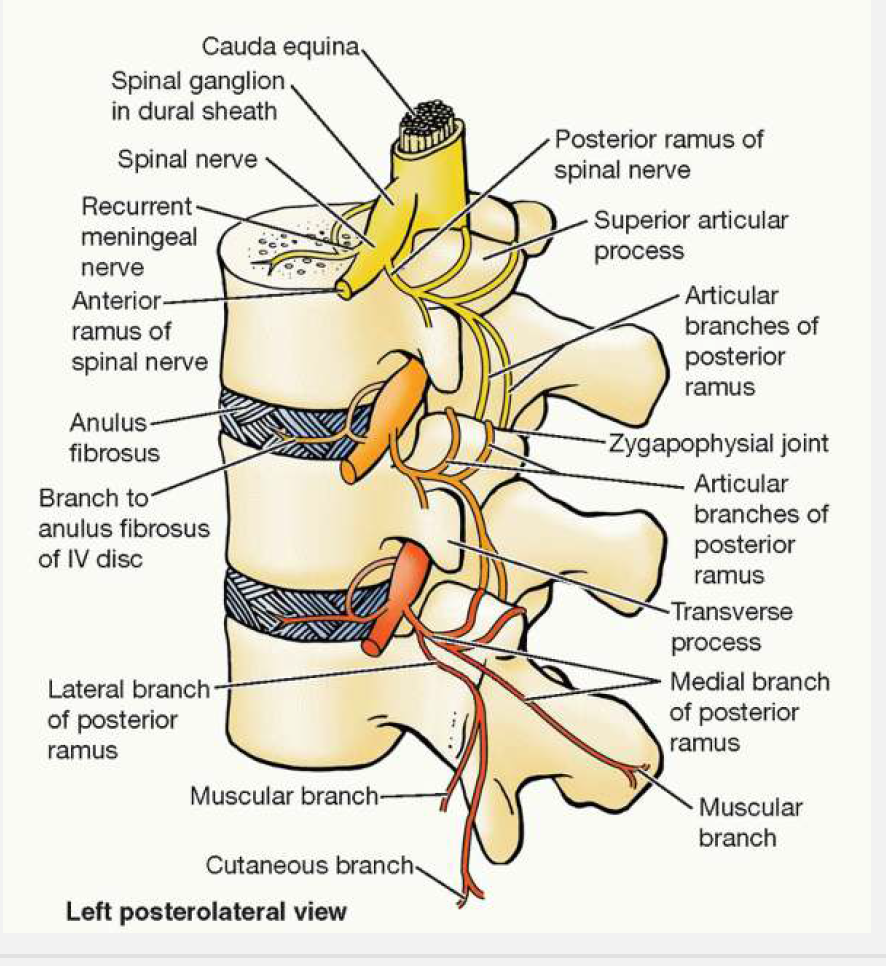 Cauda equina
Spinal ganglion
in dural sheath
Spinal nerve
Recurrent
meningeal
nerve
Anterior
ramus of
spinal nerve
Anulus
fibrosus
Branch to
anulus fibrosus
of IV disc
Lateral branch
of posterior
ramus
Muscular branch
Cutaneous branch
Posterior ramus of
spinal nerve
Superior articular
process
Articular
branches of
posterior
ramus
Zygapophysial joint
Articular
branches of
posterior
ramus
Transverse
process
Medial branch
of posterior
ramus
Muscular
branch
Left posterolateral view